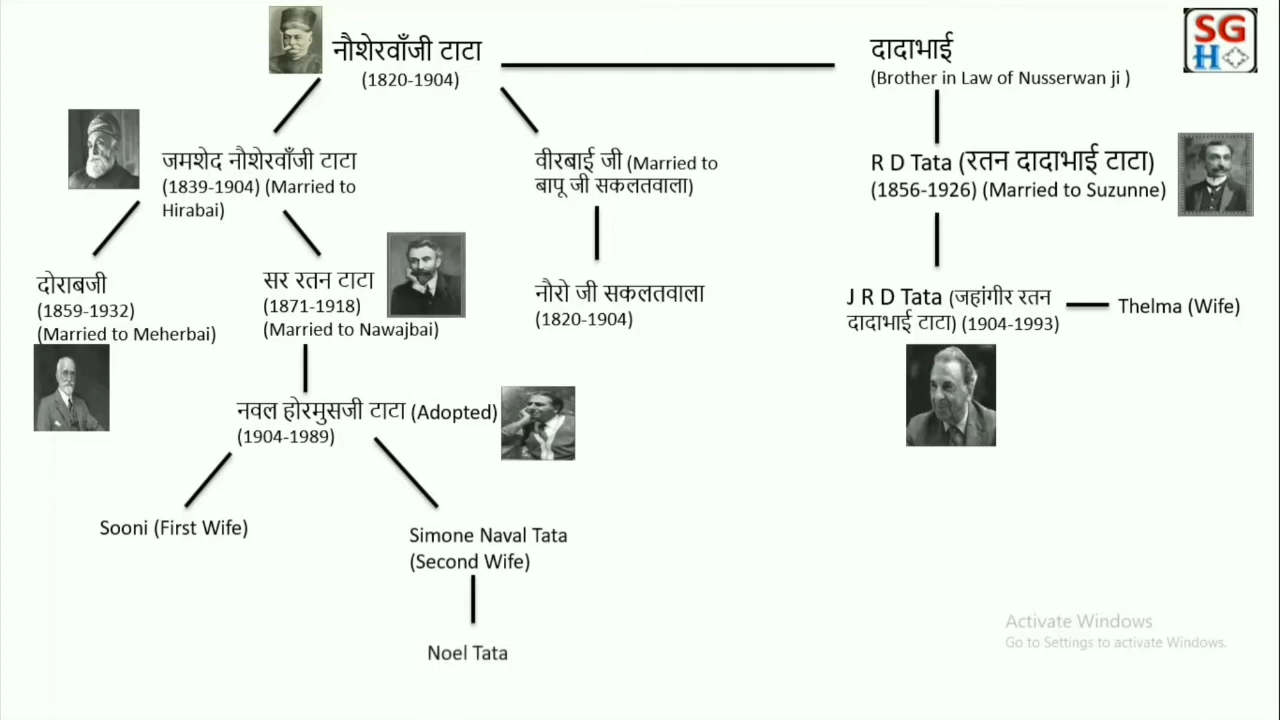 नौशेरवाँजी टाटा
(1820-1904)
दादाभाई
(Brother in Law of Nusserwan ji )
SG
H
जमशेद नौशेरवाँजी टाटा
(1839-1904) (Married to
Hirabai)
वीरबाई जी (Married to
बापू जी सकलतवाला)
R D Tata (रतन दादाभाई टाटा)
(1856-1926) (Married to Suzunne)
दोराबजी
(1859-1932)
(Married to Meherbai)
सर रतन टाटा
(1871-1918)
(Married to Nawajbai)
नौरो जी सकलतवाला
(1820-1904)
J R D Tata (जहांगीर रतन
दादाभाई टाटा) (1904-1993)
Thelma (Wife)
नवल होरमुसजी टाटा (Adopted)
(1904-1989)
Sooni (First Wife)
Simone Naval Tata
(Second Wife)
Noel Tata
Activate Windows
Go to Settings to activate Windows.